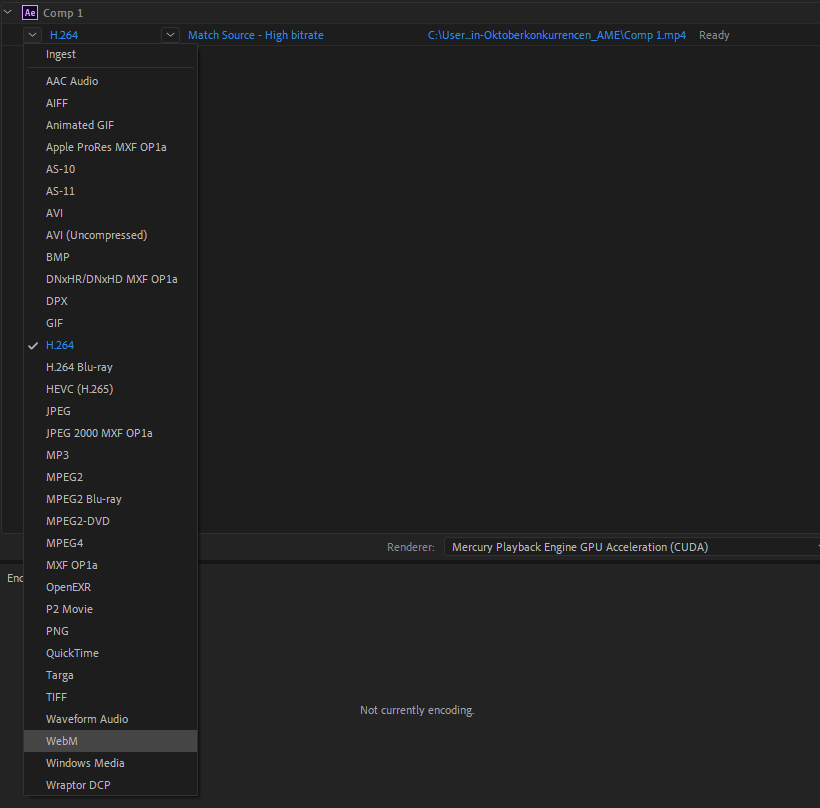 Ae Comp 1
H.264 Match Source - High bitrate C:\User...in-Oktoberkonkurrencen_AME\Comp 1.mp4 Ready
Ingest
AAC Audio
AIFF
Animated GIF
Apple ProRes MXF OP1a
AS-10
AS-11
AVI
AVI (Uncompressed)
BMP
DNxHR/DNxHD MXF OP1a
DPX
GIF
H.264
H.264 Blu-ray
HEVC (H.265)
JPEG
JPEG 2000 MXF OP1a
MP3
MPEG2
MPEG2 Blu-ray
MPEG2-DVD
MPEG4
MXF OP1a
OpenEXR
P2 Movie
PNG
QuickTime
Targa
TIFF
Waveform Audio
WebM
Windows Media
Wraptor DCP
Renderer: Mercury Playback Engine GPU Acceleration (CUDA)
Enc
Not currently encoding.